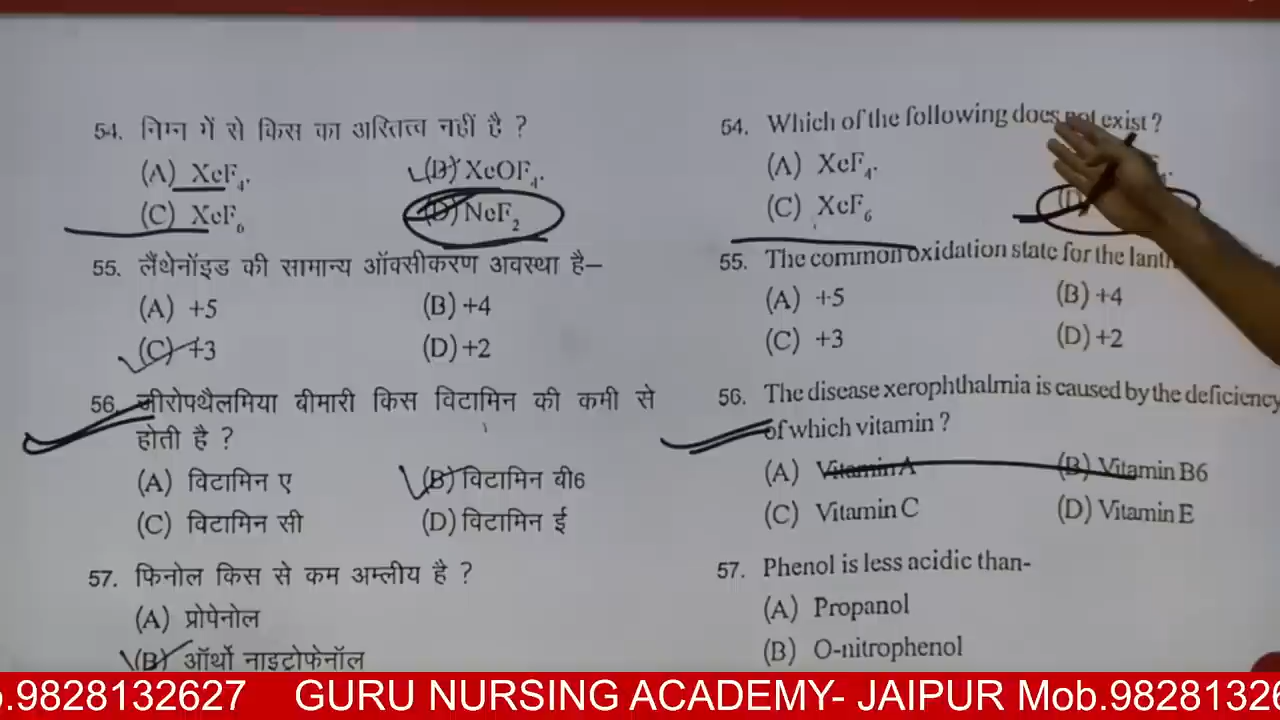 54. निम्न में से किस का अस्तित्व नहीं है ?
(A) XeF₄.
(B) XeOF₄.
(C) XeF₆
(D) NeF₂
55. लैंथेनॉइड की सामान्य ऑक्सीकरण अवस्था है–
(A) +5
(B) +4
(C) +3
(D) +2
56. जीरोपथैलमिया बीमारी किस विटामिन की कमी से
होती है ?
(A) विटामिन ए
(B) विटामिन बी6
(C) विटामिन सी
(D) विटामिन ई
57. फिनोल किस से कम अम्लीय है ?
(A) प्रोपेनोल
(B) ऑर्थो नाइट्रोफेनॉल
54. Which of the following does not exist ?
(A) XeF₄.
(C) XeF₆
55. The common oxidation state for the
(A) +5
(B) +4
(C) +3
(D) +2
56. The disease xerophthalmia is caused by the deficiency
of which vitamin ?
(A) Vitamin A
(B) Vitamin B6
(C) Vitamin C
(D) Vitamin E
57. Phenol is less acidic than-
(A) Propanol
(B) O-nitrophenol
o.9828132627 GURU NURSING ACADEMY- JAIPUR Mob.98281326